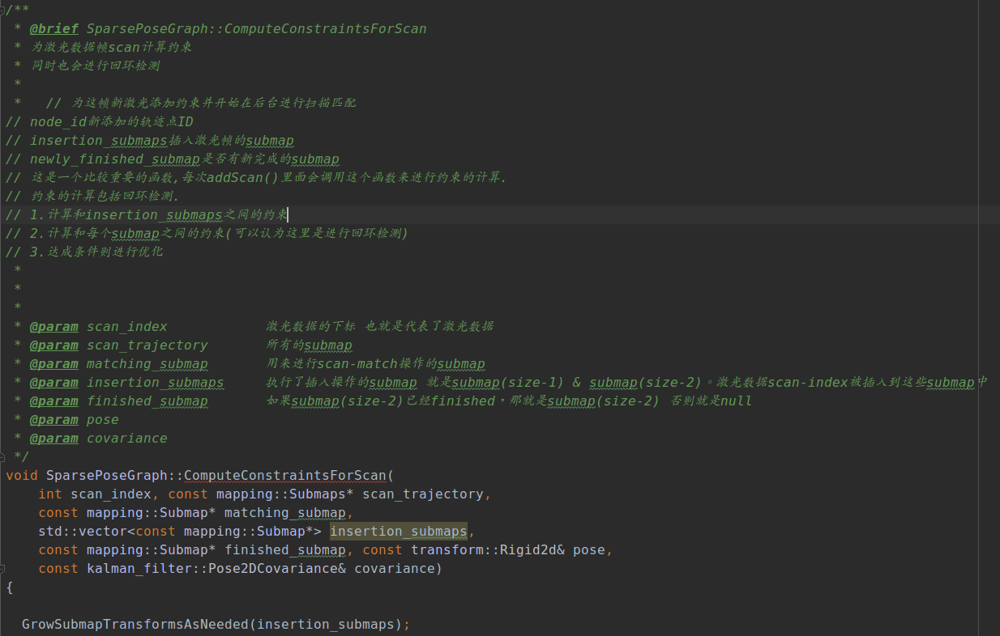 /**
 * @brief SparsePoseGraph::ComputeConstraintsForScan
 * 为激光数据帧scan计算约束
 * 同时也会进行回环检测
 *
 *   // 为这帧新激光添加约束并开始在后台进行扫描匹配
// node_id新添加的轨迹点ID
// insertion_submaps插入激光帧的submap
// newly_finished_submap是否有新完成的submap
// 这是一个比较重要的函数,每次addScan()里面会调用这个函数来进行约束的计算.
// 约束的计算包括回环检测.
// 1.计算和insertion_submaps之间的约束
// 2.计算和每个submap之间的约束(可以认为这里是进行回环检测)
// 3.达成条件则进行优化
 *
 *
 *
 * @param scan_index            激光数据的下标 也就是代表了激光数据
 * @param scan_trajectory       所有的submap
 * @param matching_submap       用来进行scan-match操作的submap
 * @param insertion_submaps     执行了插入操作的submap 就是submap(size-1) & submap(size-2)。激光数据scan-index被插入到这些submap中
 * @param finished_submap       如果submap(size-2)已经finished，那就是submap(size-2) 否则就是null
 * @param pose
 * @param covariance
 */
void SparsePoseGraph::ComputeConstraintsForScan(
    int scan_index, const mapping::Submaps* scan_trajectory,
    const mapping::Submap* matching_submap,
    std::vector<const mapping::Submap*> insertion_submaps,
    const mapping::Submap* finished_submap, const transform::Rigid2d& pose,
    const kalman_filter::Pose2DCovariance& covariance)
{
  GrowSubmapTransformsAsNeeded(insertion_submaps);